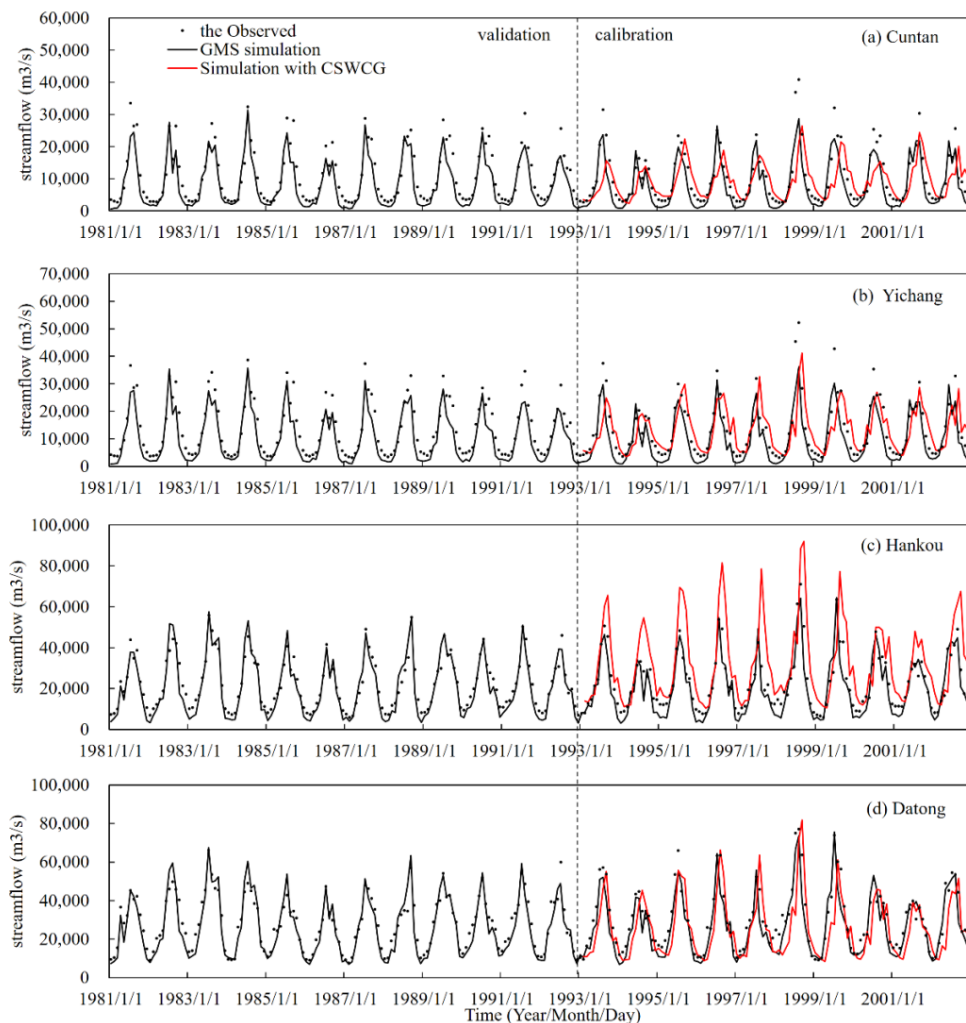 60,000
50,000
40,000
30,000
20,000
10,000
0
streamflow (m3/s)
the Observed
GMS simulation
Simulation with CSWCG
validation
calibration
(a) Cuntan
1981/1/1 1983/1/1 1985/1/1 1987/1/1 1989/1/1 1991/1/1 1993/1/1 1995/1/1 1997/1/1 1999/1/1 2001/1/1
70,000
60,000
50,000
40,000
30,000
20,000
10,000
0
streamflow (m3/s)
(b) Yichang
1981/1/1 1983/1/1 1985/1/1 1987/1/1 1989/1/1 1991/1/1 1993/1/1 1995/1/1 1997/1/1 1999/1/1 2001/1/1
100,000
80,000
60,000
40,000
20,000
0
streamflow (m3/s)
(c) Hankou
1981/1/1 1983/1/1 1985/1/1 1987/1/1 1989/1/1 1991/1/1 1993/1/1 1995/1/1 1997/1/1 1999/1/1 2001/1/1
100,000
80,000
60,000
40,000
20,000
0
streamflow (m3/s)
(d) Datong
1981/1/1 1983/1/1 1985/1/1 1987/1/1 1989/1/1 1991/1/1 1993/1/1 1995/1/1 1997/1/1 1999/1/1 2001/1/1
Time (Year/Month/Day)